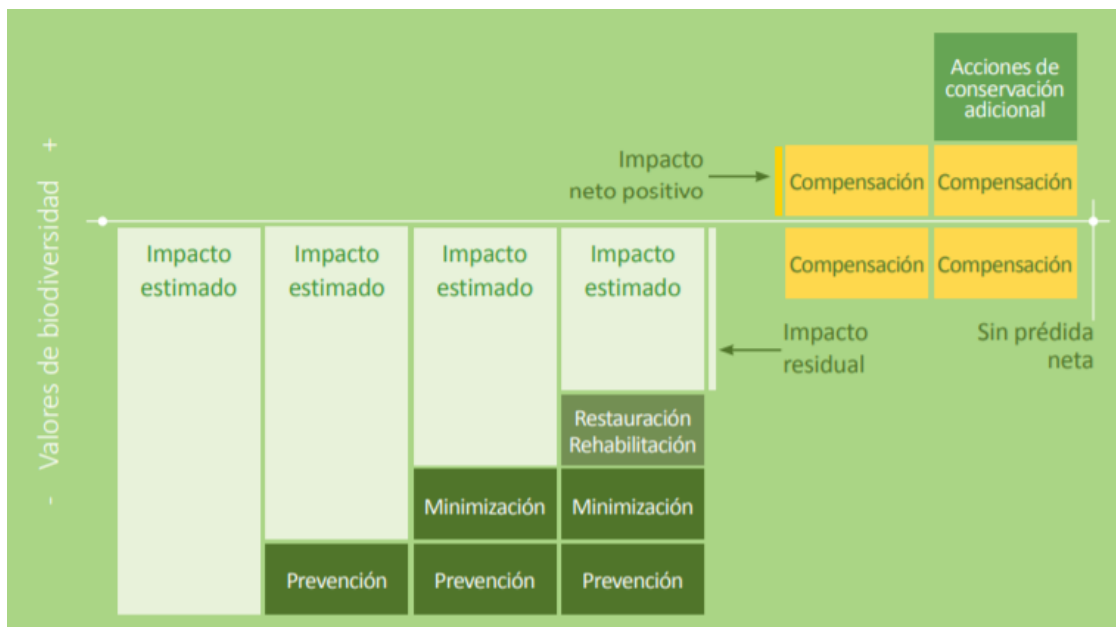 Acciones de
conservación
adicional
Impacto
neto positivo
Compensación
Compensación
- Valores de biodiversidad +
Impacto
estimado
Impacto
estimado
Impacto
estimado
Impacto
estimado
Compensación
Compensación
Impacto
residual
Sin prédida
neta
Restauración
Rehabilitación
Minimización
Minimización
Prevención
Prevención
Prevención